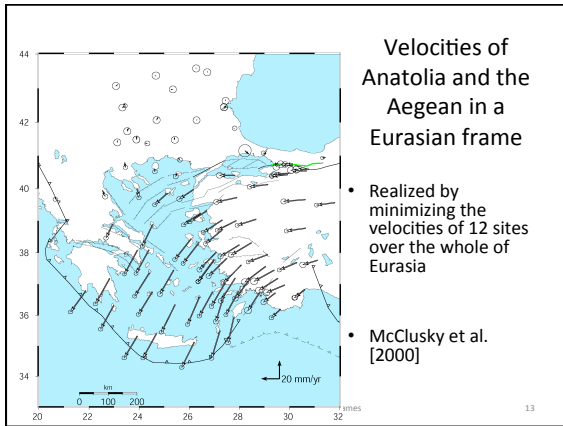 Velocities of
Anatolia and the
Aegean in a
Eurasian frame
• Realized by
minimizing the
velocities of 12 sites
over the whole of
Eurasia
• McClusky et al.
[2000]
44
42
40
38
36
34
20 mm/yr
km
0 100 200
20 22 24 26 28 30 32
rames
13